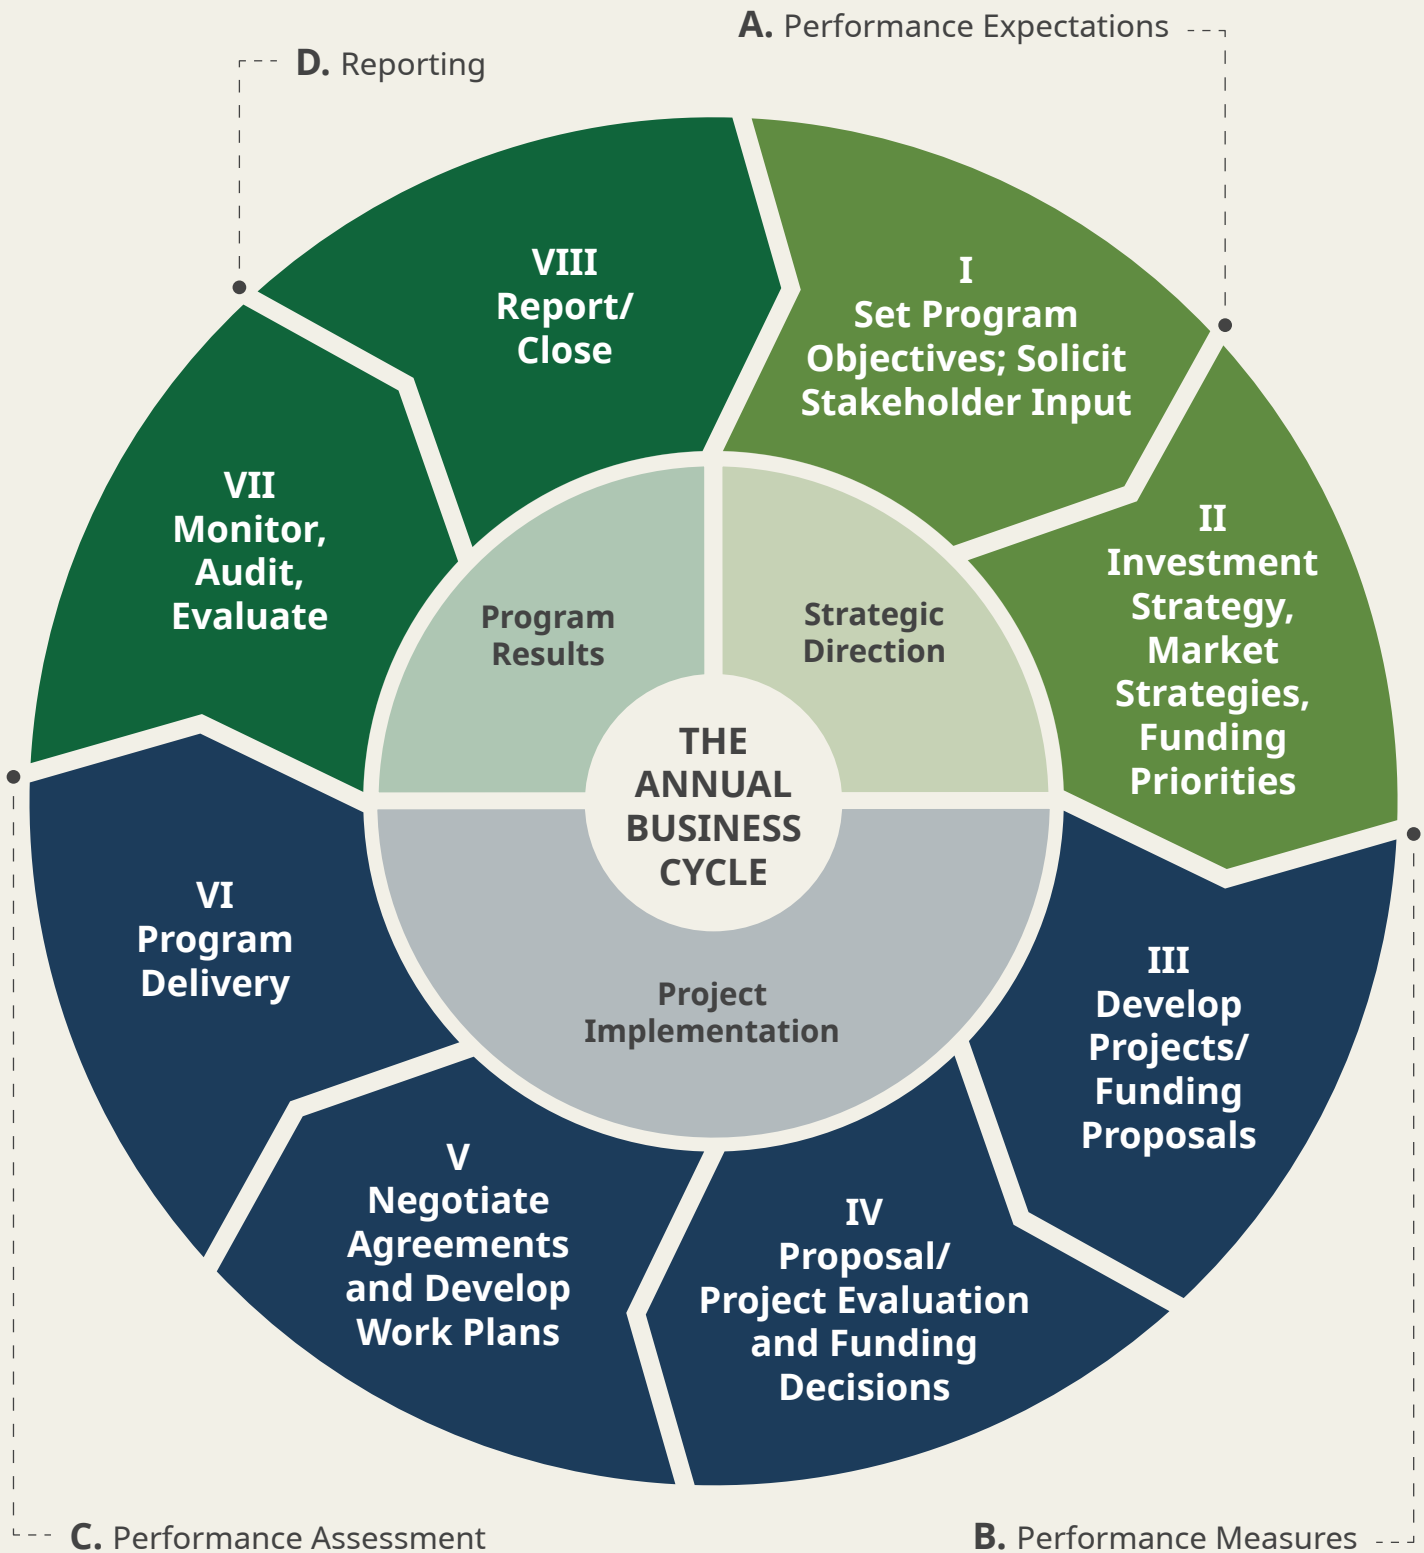 A. Performance Expectations
D. Reporting
I
Set Program
Objectives; Solicit
Stakeholder Input
II
Investment
Strategy,
Market
Strategies,
Funding
Priorities
III
Develop
Projects/
Funding
Proposals
IV
Proposal/
Project Evaluation
and Funding
Decisions
V
Negotiate
Agreements
and Develop
Work Plans
VI
Program
Delivery
VII
Monitor,
Audit,
Evaluate
VIII
Report/
Close
Program
Results
Strategic
Direction
THE
ANNUAL
BUSINESS
CYCLE
Project
Implementation
C. Performance Assessment
B. Performance Measures